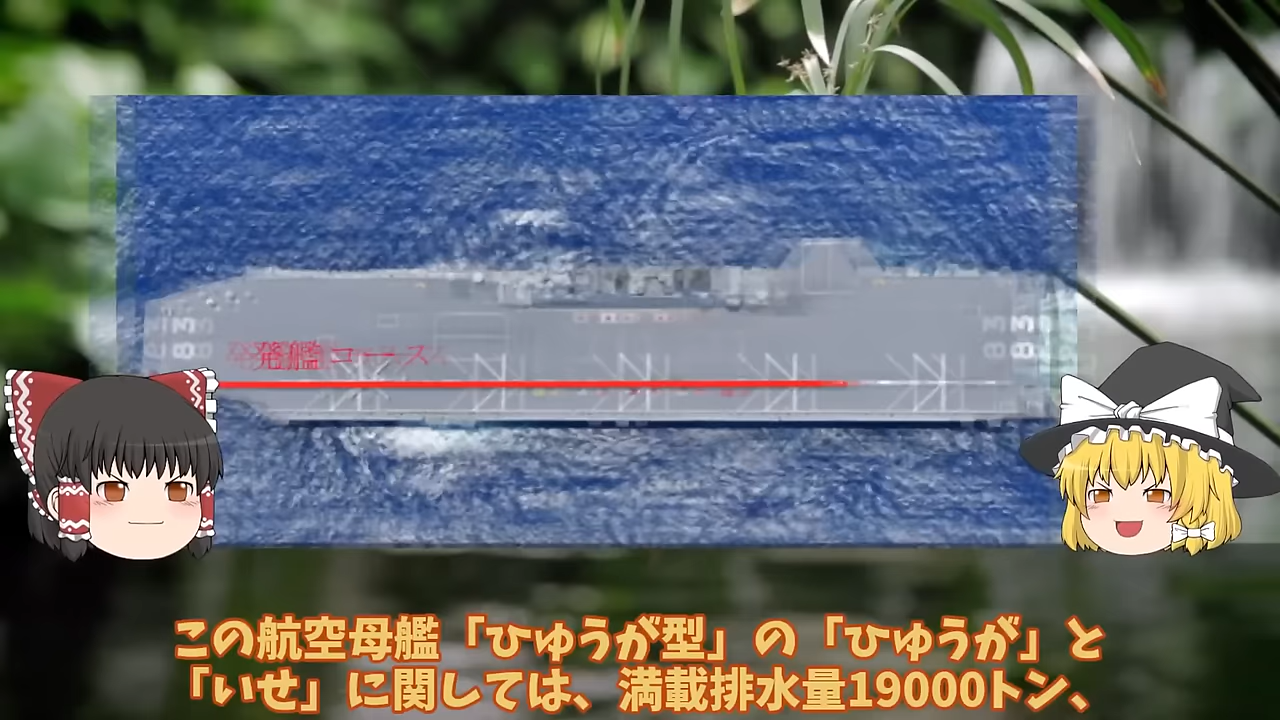 発艦コース
この航空母艦「ひゅうが型」の「ひゅうが」と
「いせ」に関しては、満載排水量19000トン、